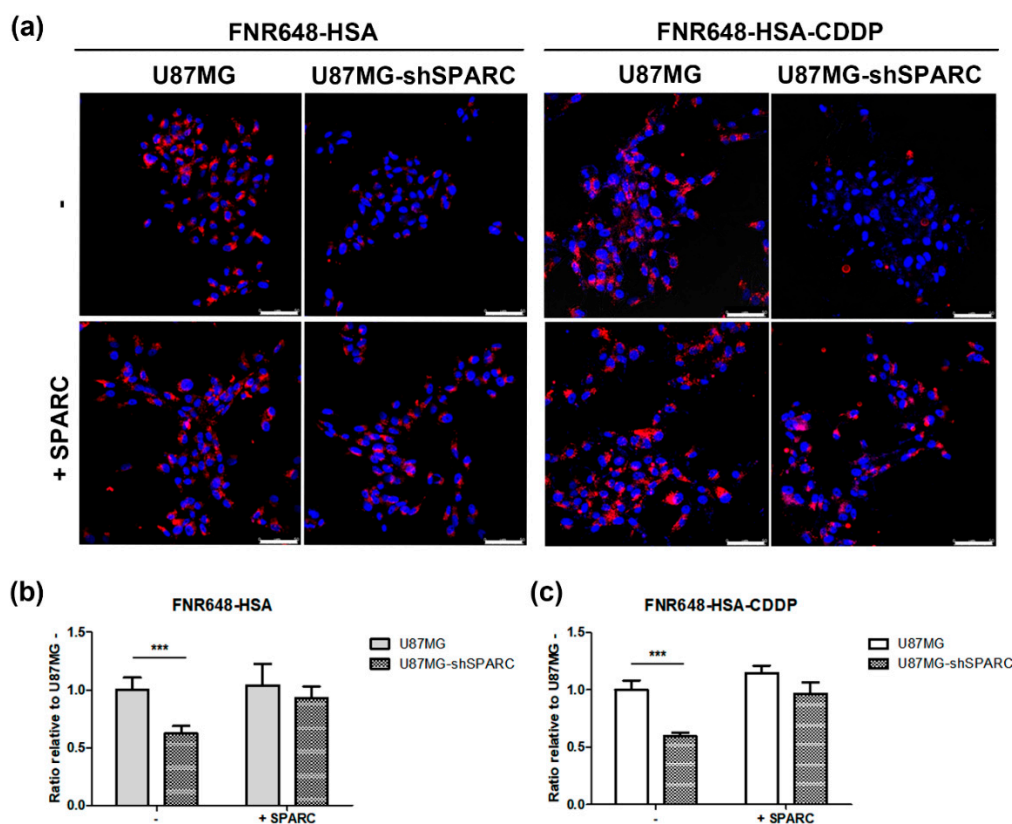 (a)
FNR648-HSA
FNR648-HSA-CDDP
U87MG
U87MG-shSPARC
U87MG
U87MG-shSPARC
-
+ SPARC
(b)
FNR648-HSA
Ratio relative to U87MG -
1.5
1.0
0.5
0.0
***
-
+ SPARC
U87MG
U87MG-shSPARC
(c)
FNR648-HSA-CDDP
Ratio relative to U87MG -
1.5
1.0
0.5
0.0
***
-
+ SPARC
U87MG
U87MG-shSPARC